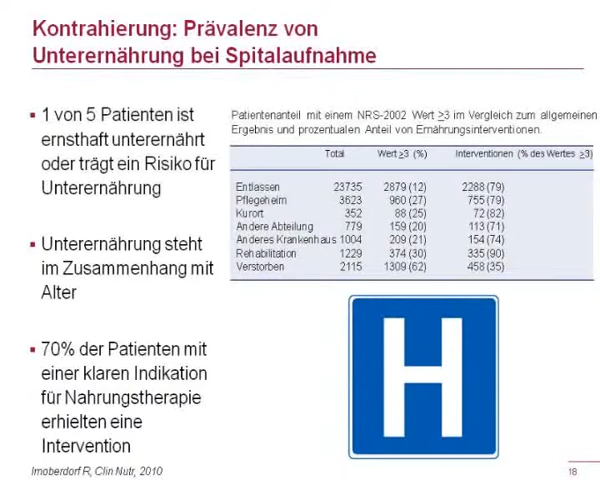 Kontrahierung: Prävalenz von
Unterernährung bei Spitalaufnahme
▪ 1 von 5 Patienten ist
ernsthaft unterernährt
oder trägt ein Risiko für
Unterernährung
▪ Unterernährung steht
im Zusammenhang mit
Alter
▪ 70% der Patienten mit
einer klaren Indikation
für Nahrungstherapie
erhielten eine
Intervention
Patientenanteil mit einem NRS-2002 Wert ≥3 im Vergleich zum allgemeinen
Ergebnis und prozentualen Anteil von Ernährungsinterventionen.
Total Wert ≥3 (%) Interventionen (% des Wertes ≥3)
Entlassen 23735 2879 (12) 2288 (79)
Pflegeheim 3623 960 (27) 755 (79)
Kurort 352 88 (25) 72 (82)
Andere Abteilung 779 159 (20) 113 (71)
Anderes Krankenhaus 1004 209 (21) 154 (74)
Rehabilitation 1229 374 (30) 335 (90)
Verstorben 2115 1309 (62) 458 (35)
H
Imoberdorf R, Clin Nutr, 2010
18